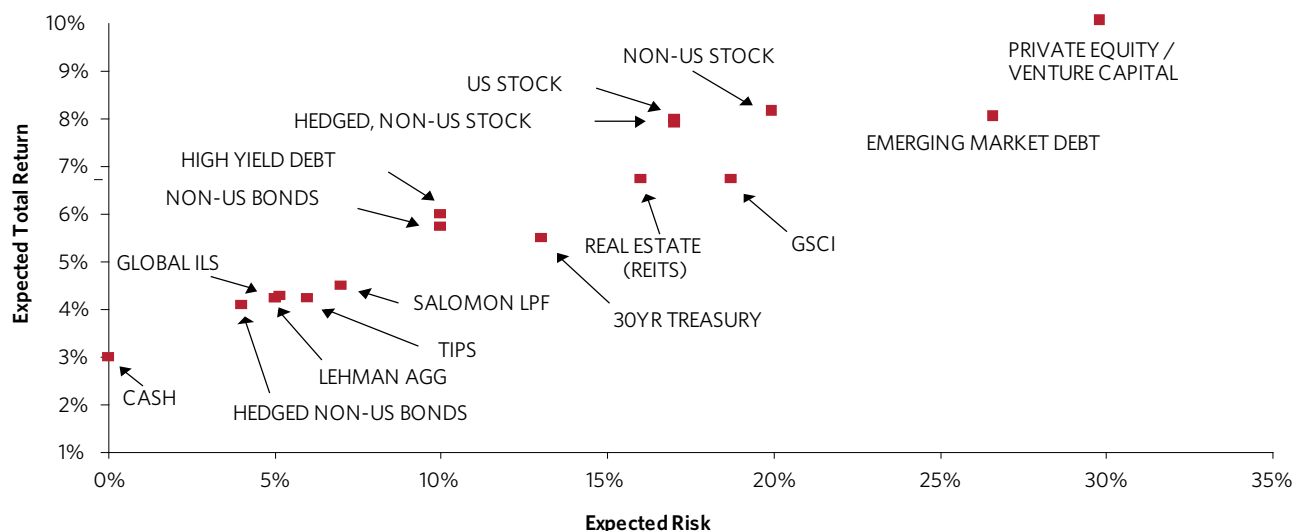 10%
9%
8%
7%
6%
5%
4%
3%
2%
1%
Expected Total Return
PRIVATE EQUITY /
VENTURE CAPITAL
NON-US STOCK
US STOCK
HEDGED, NON-US STOCK
EMERGING MARKET DEBT
HIGH YIELD DEBT
NON-US BONDS
REAL ESTATE
(REITS)
GSCI
GLOBAL ILS
SALOMON LPF
30YR TREASURY
TIPS
LEHMAN AGG
CASH
HEDGED NON-US BONDS
0%
5%
10%
15%
20%
25%
30%
35%
Expected Risk